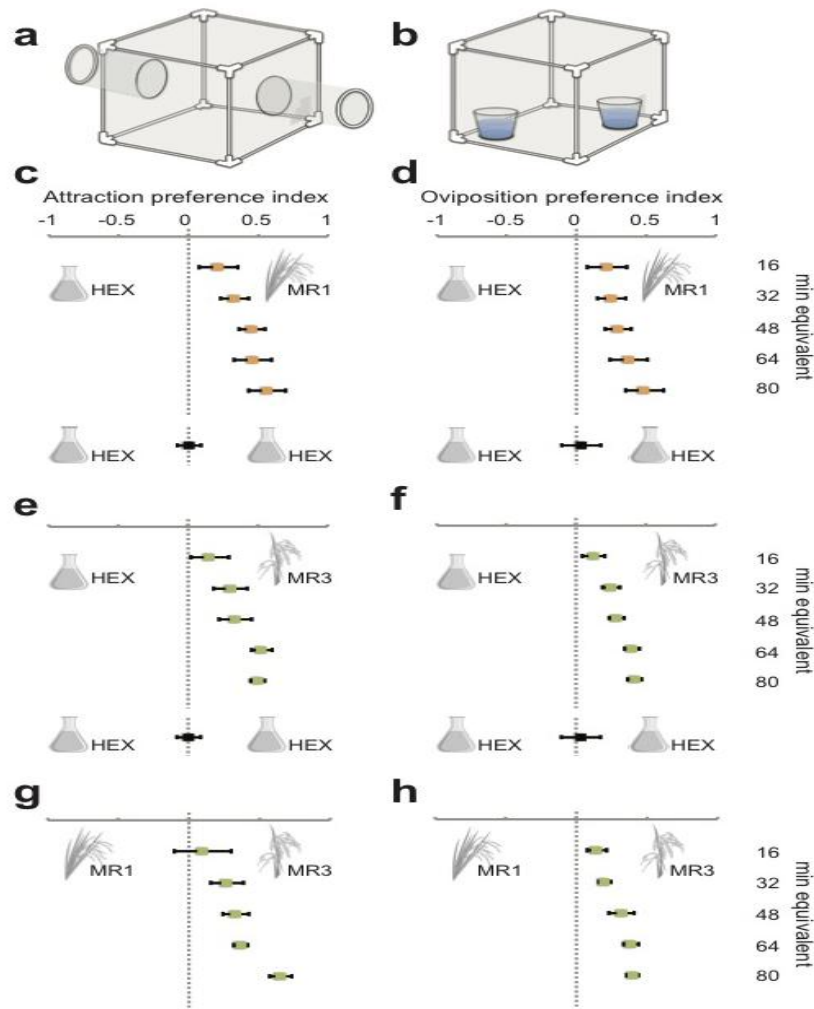 a b
c d
Attraction preference index Oviposition preference index
-1 -0.5 0 0.5 1 -1 0 0.5 1
HEX MR1 HEX MR1 16
32
48
64
80
min equivalent
HEX HEX HEX HEX
e f
HEX MR3 HEX MR3 16
32
48
64
80
min equivalent
HEX HEX HEX HEX
g h
MR1 MR3 MR1 MR3 16
32
48
64
80
min equivalent